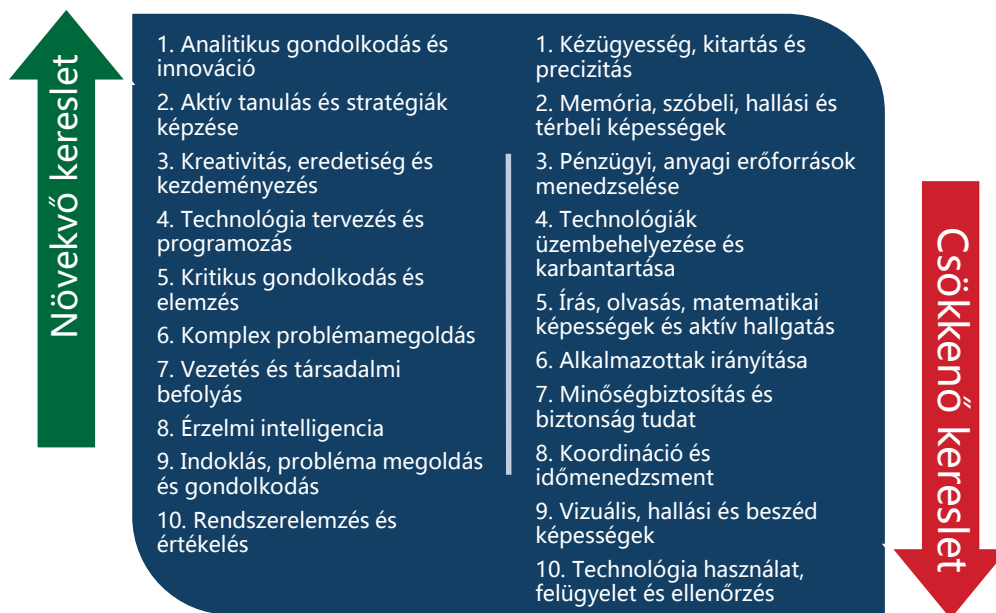 Növekvő kereslet
1. Analitikus gondolkodás és
innováció
2. Aktív tanulás és stratégiák
képzése
3. Kreativitás, eredetiség és
kezdeményezés
4. Technológia tervezés és
programozás
5. Kritikus gondolkodás és
elemzés
6. Komplex problémamegoldás
7. Vezetés és társadalmi
befolyás
8. Érzelmi intelligencia
9. Indoklás, probléma megoldás
és gondolkodás
10. Rendszerelemzés és
értékelés
1. Kézügyesség, kitartás és
precizitás
2. Memória, szóbeli, hallási és
térbeli képességek
3. Pénzügyi, anyagi erőforrások
menedzselése
4. Technológiák
üzembehelyezése és
karbantartása
5. Írás, olvasás, matematikai
képességek és aktív hallgatás
6. Alkalmazottak irányítása
7. Minőségbiztosítás és
biztonság tudat
8. Koordináció és
időmenedzsment
9. Vizuális, hallási és beszéd
képességek
10. Technológia használat,
felügyelet és ellenőrzés
Csökkenő kereslet